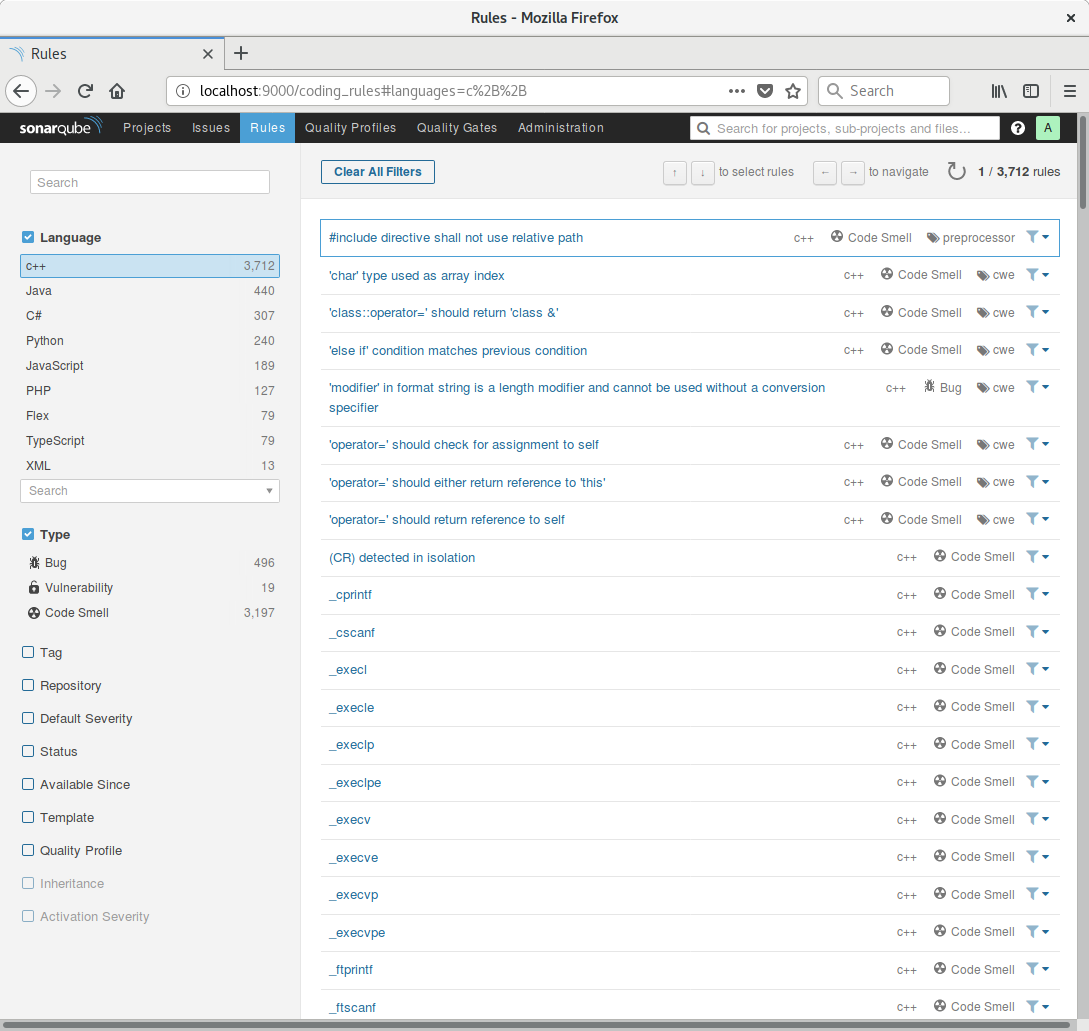 Rules - Mozilla Firefox
Rules
localhost:9000/coding_rules#languages=c%2B%2B
Search
sonarqube Projects Issues Rules Quality Profiles Quality Gates Administration Search for projects, sub-projects and files... ? A
Search
Clear All Filters
↑ ↓ to select rules ← → to navigate 1 / 3,712 rules
Language
c++ 3,712
Java 440
C# 307
Python 240
JavaScript 189
PHP 127
Flex 79
TypeScript 79
XML 13
Search
Type
Bug 496
Vulnerability 19
Code Smell 3,197
Tag
Repository
Default Severity
Status
Available Since
Template
Quality Profile
Inheritance
Activation Severity
#include directive shall not use relative path c++ Code Smell preprocessor
'char' type used as array index c++ Code Smell cwe
'class::operator=' should return 'class &' c++ Code Smell cwe
'else if' condition matches previous condition c++ Code Smell cwe
'modifier' in format string is a length modifier and cannot be used without a conversion c++ Bug cwe
specifier
'operator=' should check for assignment to self c++ Code Smell cwe
'operator=' should either return reference to 'this' c++ Code Smell cwe
'operator=' should return reference to self c++ Code Smell cwe
(CR) detected in isolation c++ Code Smell
_cprintf c++ Code Smell
_cscanf c++ Code Smell
_execl c++ Code Smell
_execle c++ Code Smell
_execlp c++ Code Smell
_execlpe c++ Code Smell
_execv c++ Code Smell
_execve c++ Code Smell
_execvp c++ Code Smell
_execvpe c++ Code Smell
_ftprintf c++ Code Smell
_ftscanf c++ Code Smell